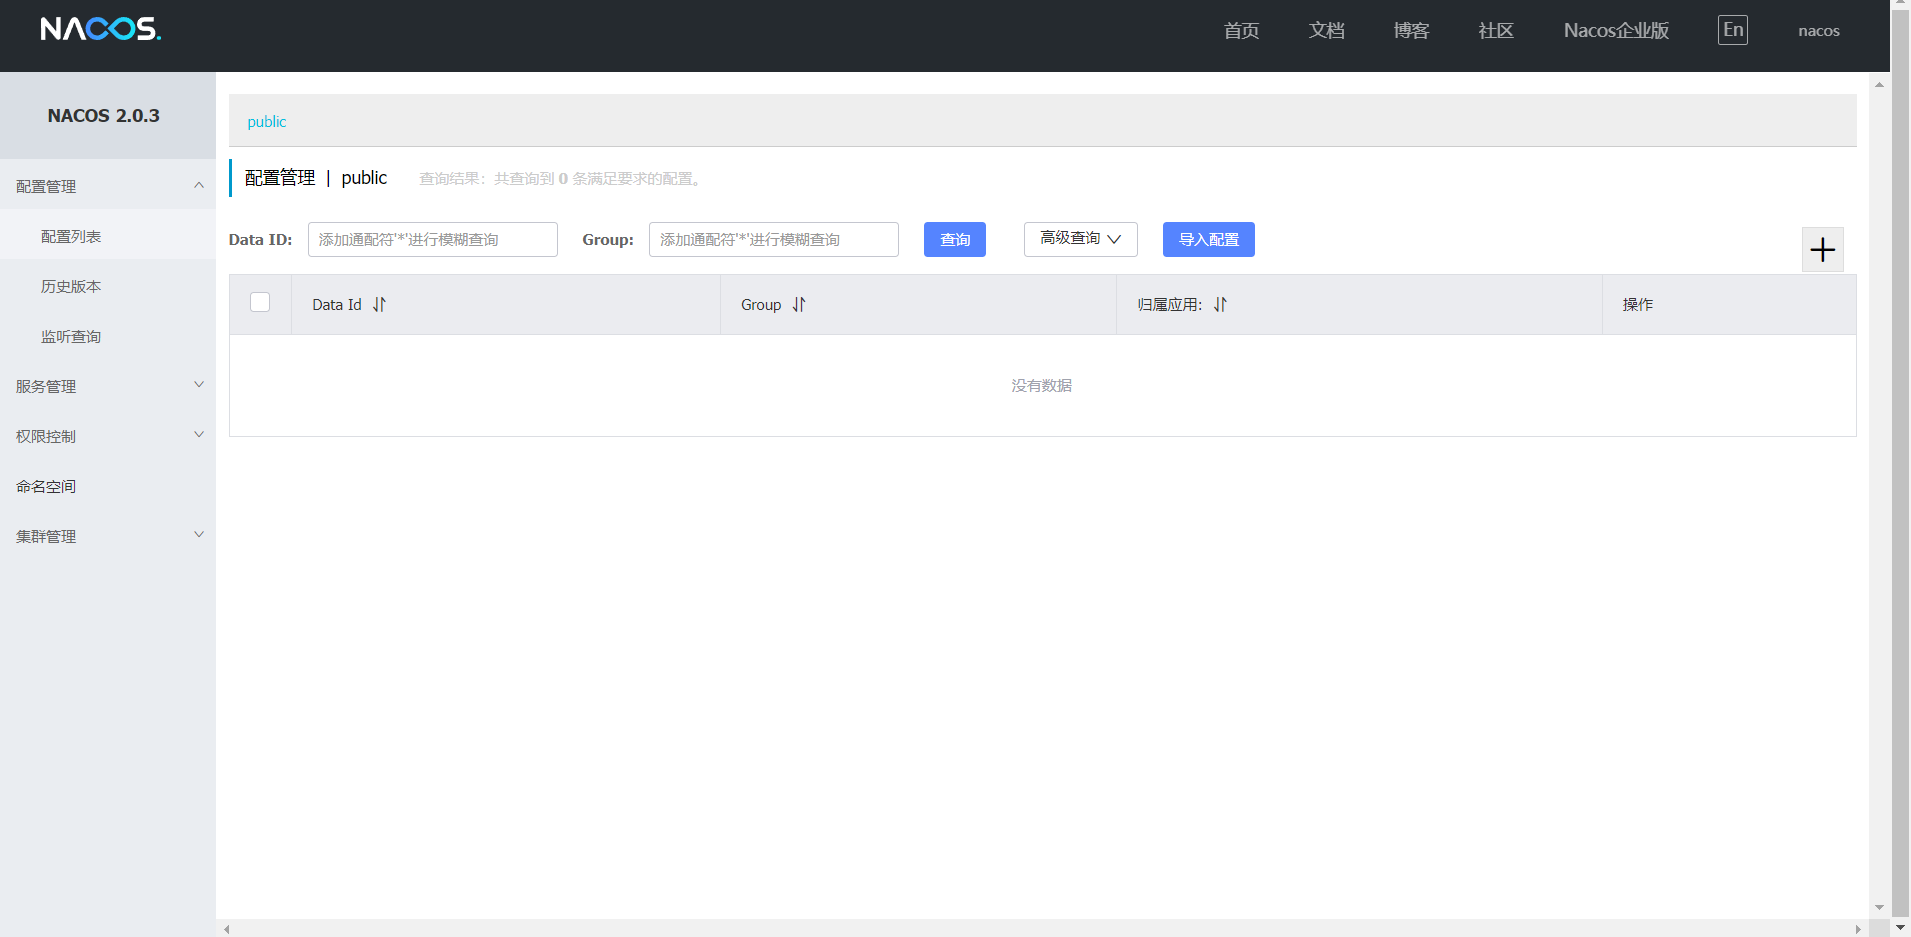 NACOS.
首页 文档 博客 社区 Nacos企业版 En nacos
NACOS 2.0.3
配置管理
配置列表
历史版本
监听查询
服务管理
权限控制
命名空间
集群管理
public
配置管理 | public 查询结果：共查询到 0 条满足要求的配置。
Data ID: 添加通配符'*'进行模糊查询 Group: 添加通配符'*'进行模糊查询 查询 高级查询 导入配置
Data Id Group 归属应用: 操作
没有数据